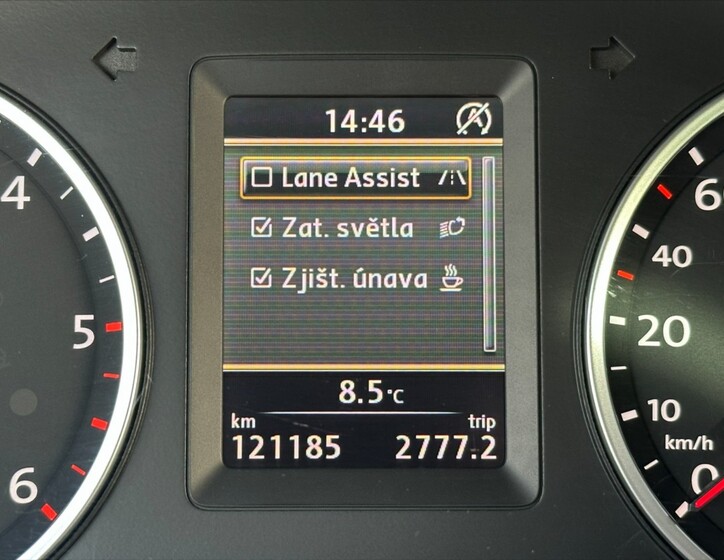 14:46
Lane Assist
Zat. světla
Zjišt. únava
8.5°C
km trip
121185 2777.2
4
5
6
60
40
20
10
km/h
0